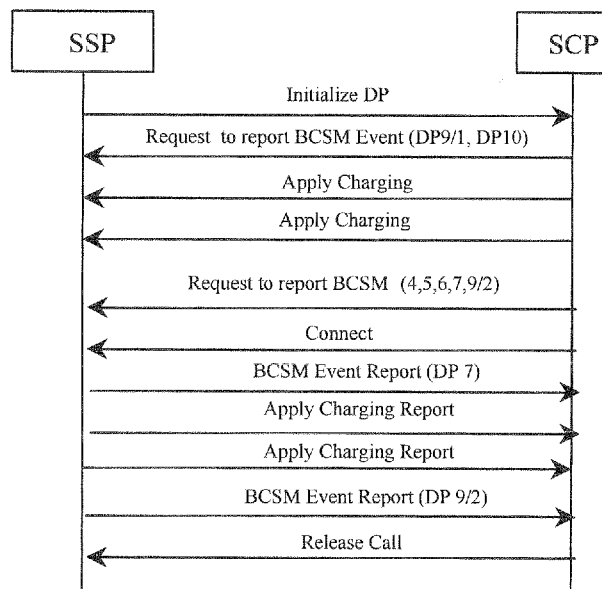 SSP
SCP
Initialize DP
Request to report BCSM Event (DP9/1, DP10)
Apply Charging
Apply Charging
Request to report BCSM (4,5,6,7,9/2)
Connect
BCSM Event Report (DP 7)
Apply Charging Report
Apply Charging Report
BCSM Event Report (DP 9/2)
Release Call